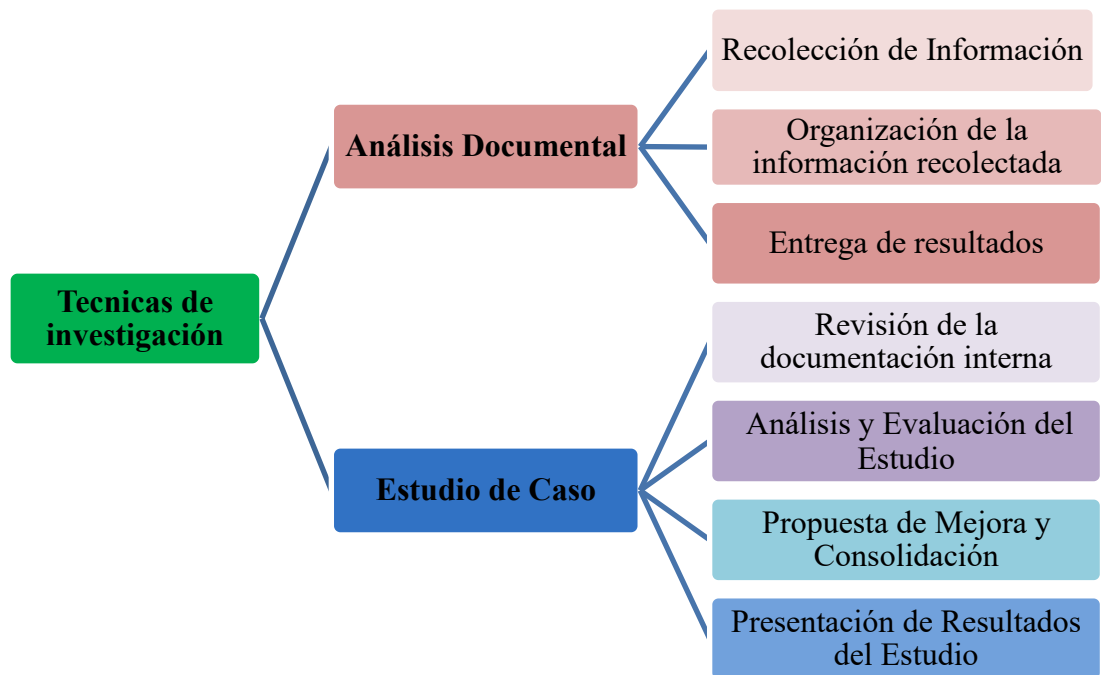 Tecnicas de
investigación
Análisis Documental
Recolección de Información
Organización de la
información recolectada
Entrega de resultados
Estudio de Caso
Revisión de la
documentación interna
Análisis y Evaluación del
Estudio
Propuesta de Mejora y
Consolidación
Presentación de Resultados
del Estudio